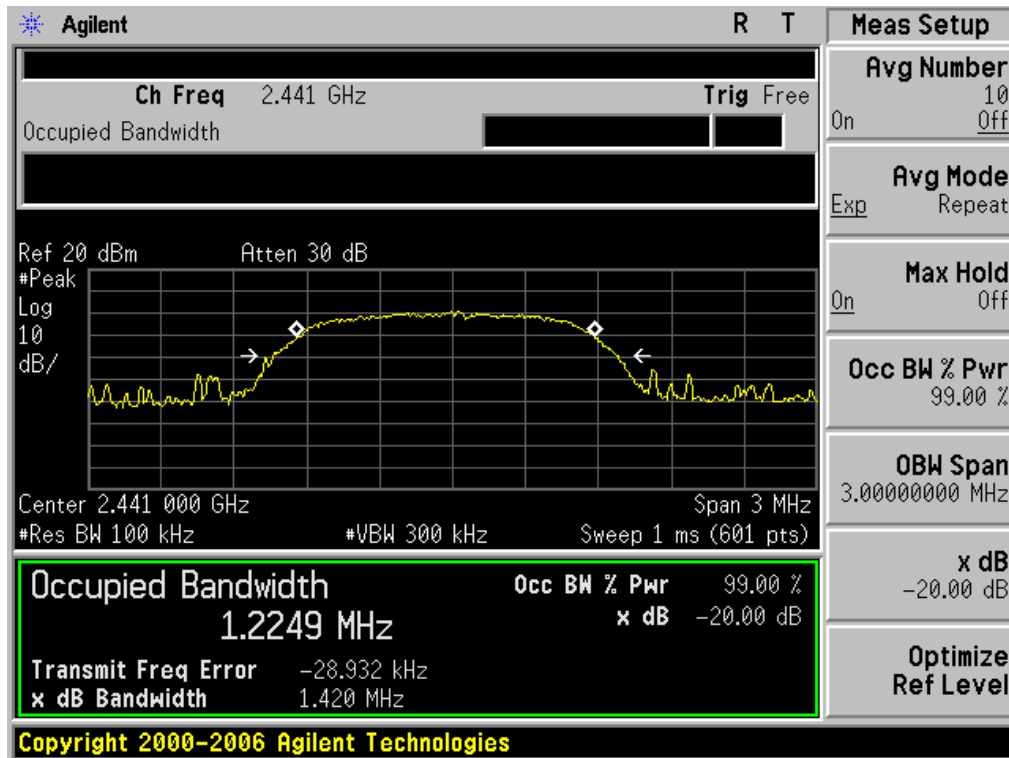 Agilent
R T
Ch Freq 2.441 GHz
Trig Free
Occupied Bandwidth
Ref 20 dBm
Atten 30 dB
#Peak
Log
10
dB/
Center 2.441 000 GHz
Span 3 MHz
#Res BW 100 kHz
#VBW 300 kHz
Sweep 1 ms (601 pts)
Occupied Bandwidth
1.2249 MHz
Occ BW % Pwr 99.00 %
x dB -20.00 dB
Transmit Freq Error -28.932 kHz
x dB Bandwidth 1.420 MHz
Copyright 2000-2006 Agilent Technologies
Meas Setup
Avg Number
10
On Off
Avg Mode
Exp Repeat
Max Hold
On Off
Occ BW % Pwr
99.00 %
OBW Span
3.00000000 MHz
x dB
-20.00 dB
Optimize
Ref Level